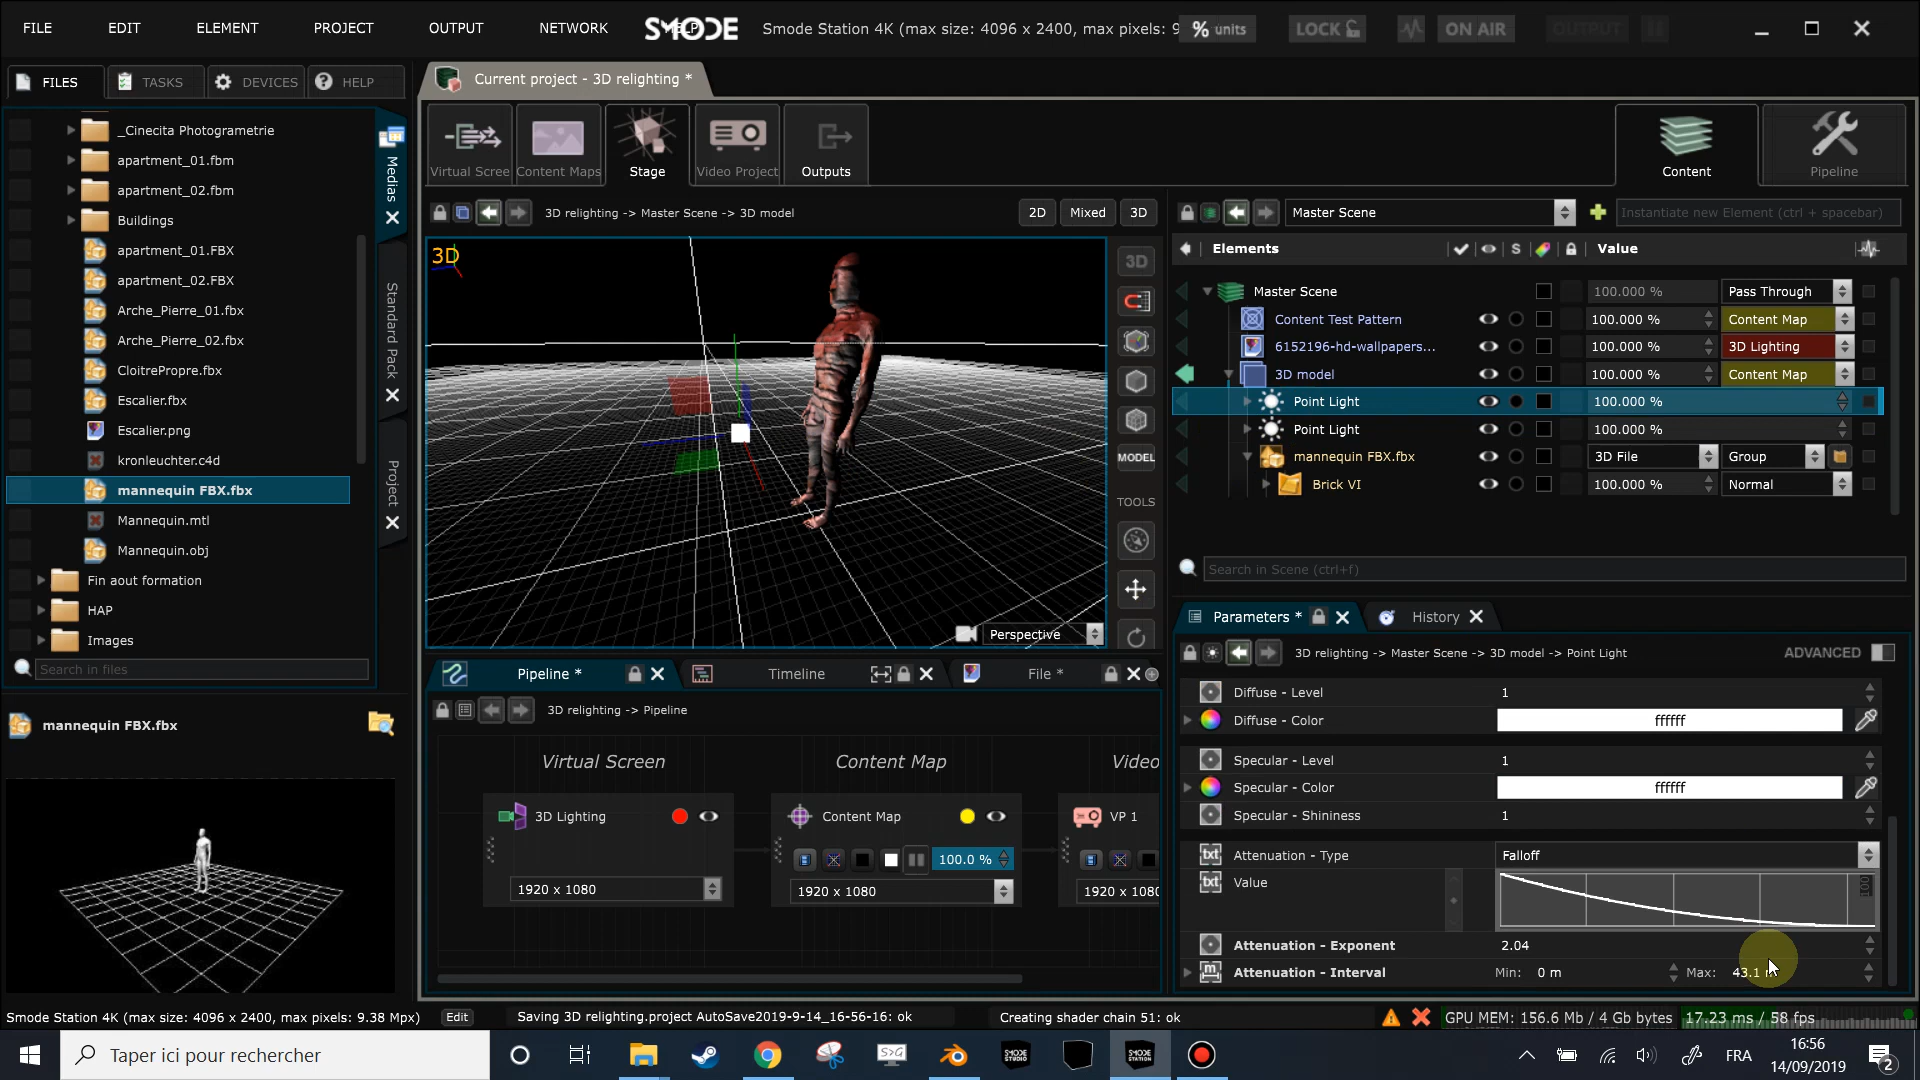 FILE EDIT ELEMENT PROJECT OUTPUT NETWORK SMODE Smode Station 4K (max size: 4096 x 2400, max pixels: 9 % units LOCK ON AIR OUTPUT
FILES TASKS DEVICES HELP
Current project - 3D relighting *
_Cinecita Photogrametrie
apartment_01.fbm
apartment_02.fbm
Buildings
apartment_01.FBX
apartment_02.FBX
Arche_Pierre_01.fbx
Arche_Pierre_02.fbx
CloitrePropre.fbx
Escalier.fbx
Escalier.png
kronleuchter.c4d
mannequin FBX.fbx
Mannequin.mtl
Mannequin.obj
Fin aout formation
HAP
Images
Search in files
Medias
Standard Pack
Project
mannequin FBX.fbx
Virtual Scree Content Maps Stage Video Project Outputs
Content Pipeline
3D relighting -> Master Scene -> 3D model 2D Mixed 3D
3D
Perspective
3D
MODEL
TOOLS
Master Scene Instantiate new Element (ctrl + spacebar)
Elements S Value
Master Scene 100.000 % Pass Through
Content Test Pattern 100.000 % Content Map
6152196-hd-wallpapers... 100.000 % 3D Lighting
3D model 100.000 % Content Map
Point Light 100.000 %
Point Light 100.000 %
mannequin FBX.fbx 3D File Group
Brick VI 100.000 % Normal
Search in Scene (ctrl+f)
Pipeline * Timeline File *
3D relighting -> Pipeline
Virtual Screen Content Map Video
3D Lighting Content Map VP 1
100.0 %
1920 x 1080 1920 x 1080 1920 x 108
Parameters * History
3D relighting -> Master Scene -> 3D model -> Point Light ADVANCED
Diffuse - Level 1
Diffuse - Color ffffff
Specular - Level 1
Specular - Color ffffff
Specular - Shininess 1
txt Attenuation - Type Falloff
txt Value 100
Attenuation - Exponent 2.04
m Attenuation - Interval Min: 0 m Max: 43.1
Smode Station 4K (max size: 4096 x 2400, max pixels: 9.38 Mpx) Edit Saving 3D relighting.project AutoSave2019-9-14_16-56-16: ok Creating shader chain 51: ok GPU MEM: 156.6 Mb / 4 Gb bytes 17.23 ms / 58 fps
Taper ici pour rechercher S>G SMODE STUDIO SMODE STATION FRA 16:56
14/09/2019 2